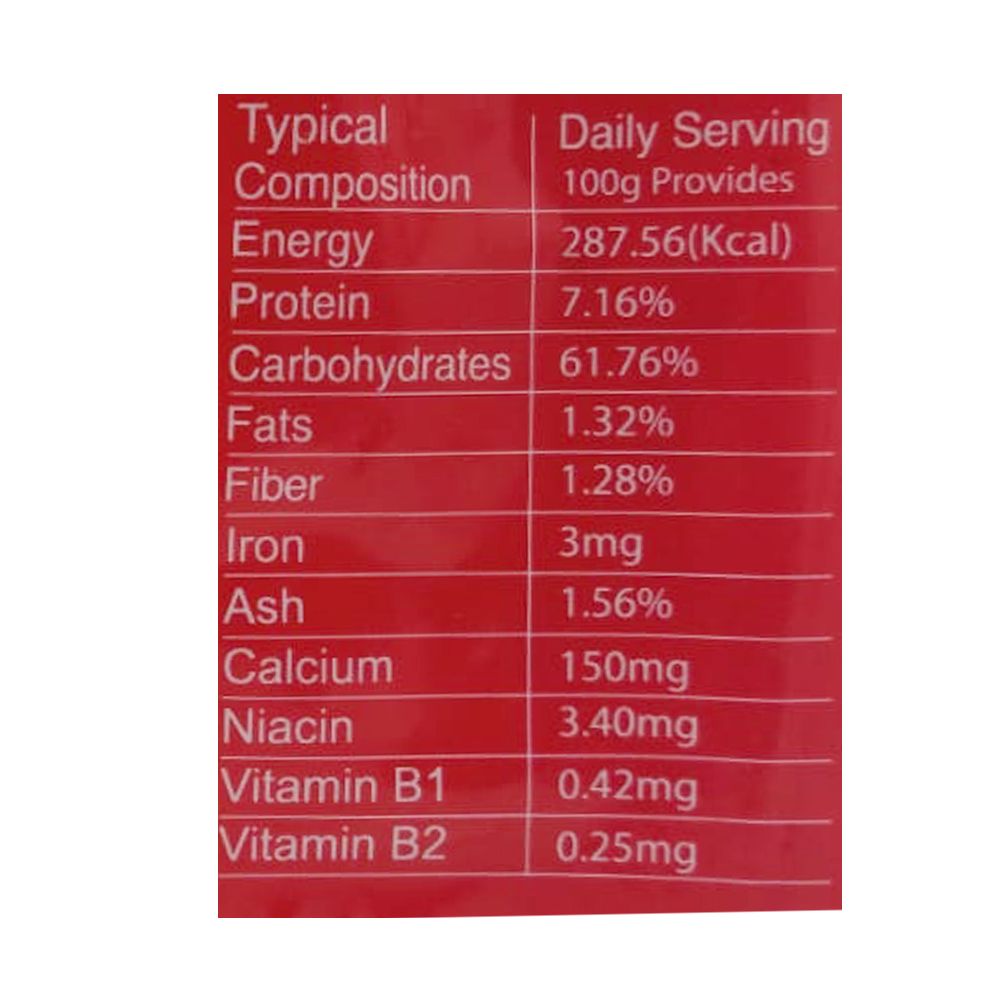 Typical Daily Serving
Composition 100g Provides
Energy 287.56(Kcal)
Protein 7.16%
Carbohydrates 61.76%
Fats 1.32%
Fiber 1.28%
Iron 3mg
Ash 1.56%
Calcium 150mg
Niacin 3.40mg
Vitamin B1 0.42mg
Vitamin B2 0.25mg